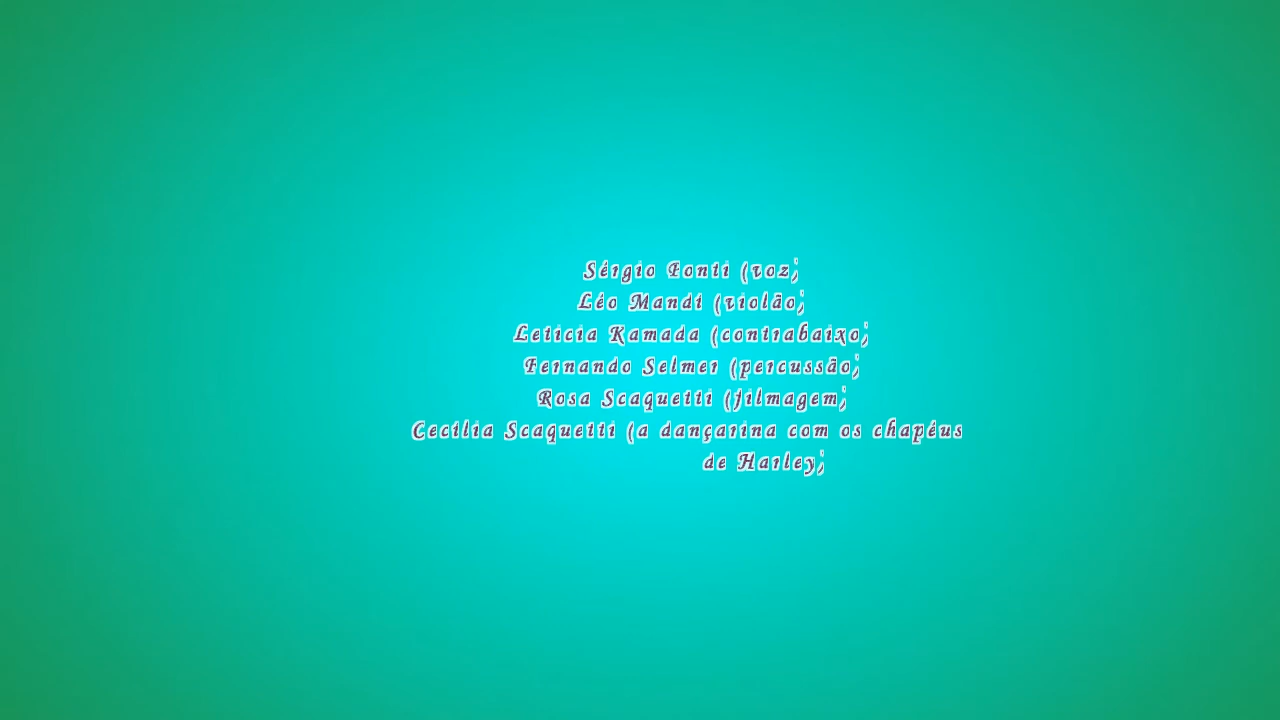 Sérgio Fonti (voz)
Léo Mandi (violão)
Leticia Kamada (contrabaixo)
Fernando Selmer (percussão)
Rosa Scaquetti (filmagem)
Cecilia Scaquetti (a dançarina com os chapéus
de Harley)